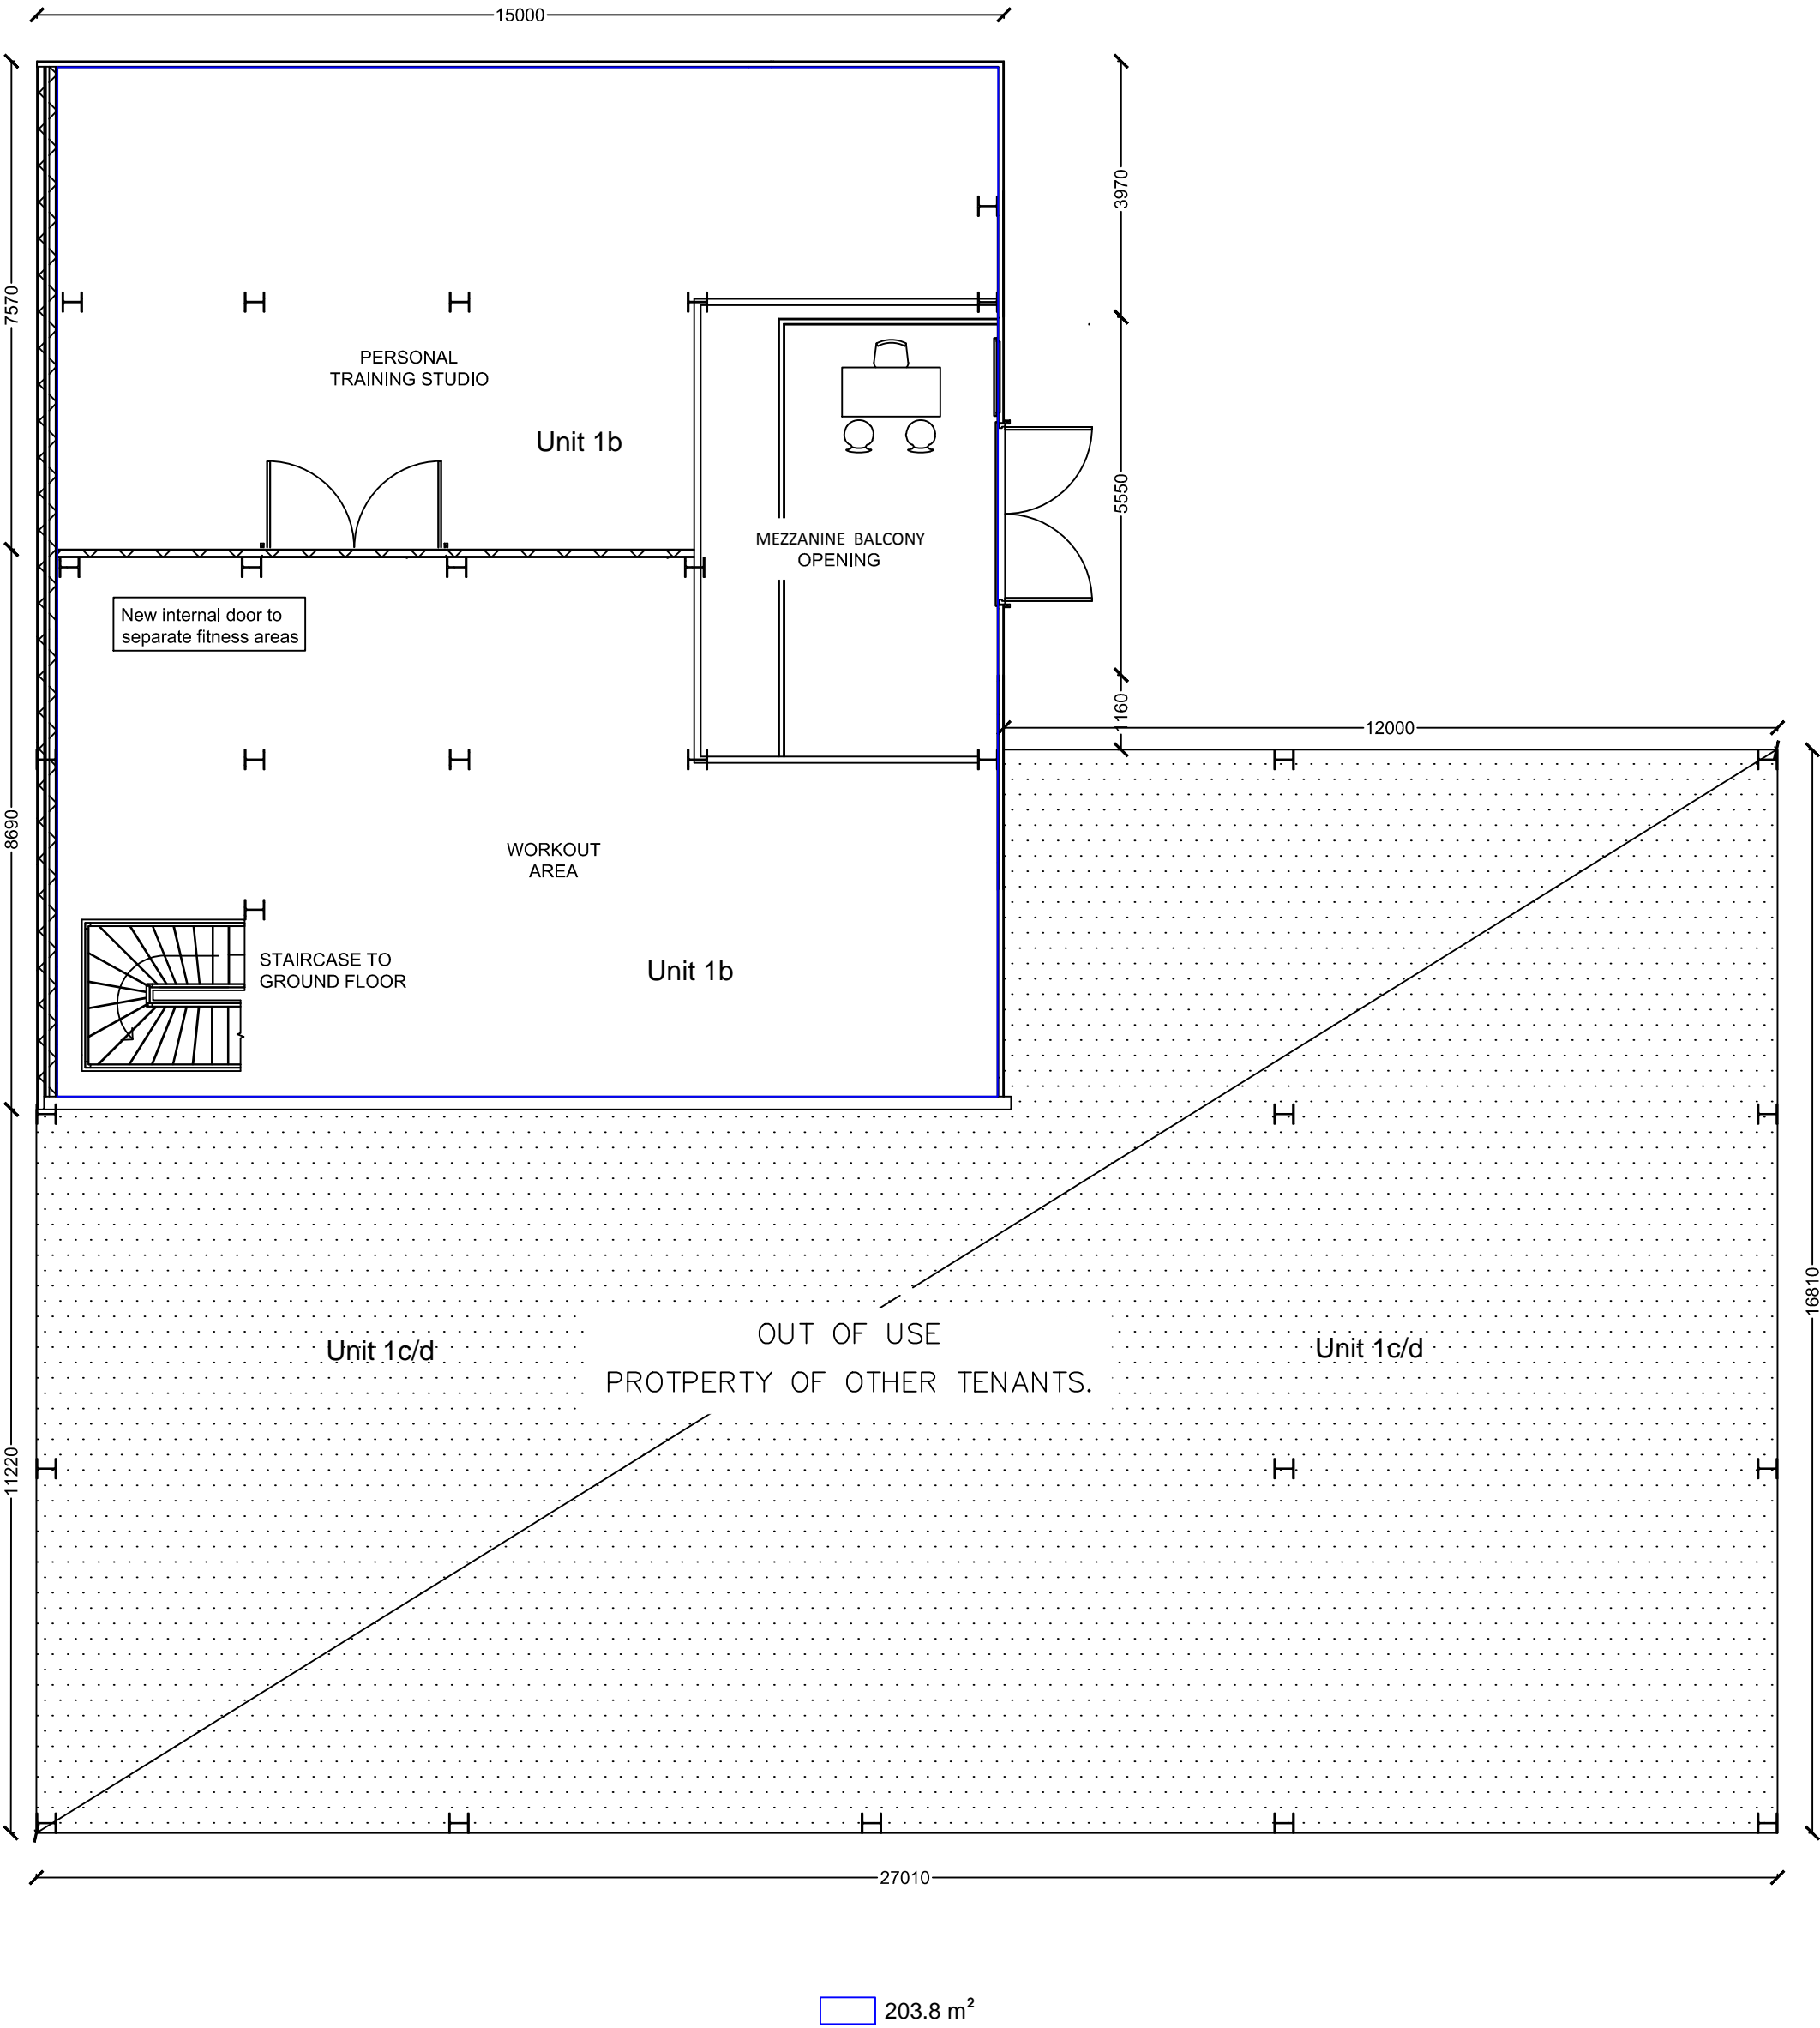 15000
3970
7570
PERSONAL
TRAINING STUDIO
Unit 1b
5550
MEZZANINE BALCONY
OPENING
New internal door to
separate fitness areas
1160
12000
8690
WORKOUT
AREA
STAIRCASE TO
GROUND FLOOR
Unit 1b
16810
OUT OF USE
Unit 1c/d
Unit 1c/d
PROTPERTY OF OTHER TENANTS.
11220
27010
203.8 m²